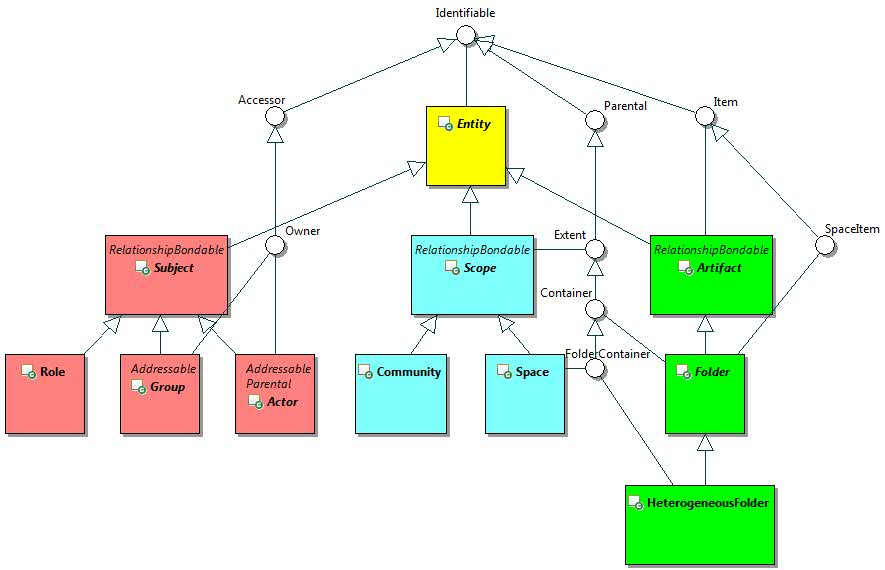 Identifiable
Accessor
Parental
Item
Entity
Owner
SpaceItem
Extent
RelationshipBondable
Subject
RelationshipBondable
Scope
RelationshipBondable
Artifact
Container
FolderContainer
Role
Addressable
Group
Addressable
Parental
Actor
Community
Space
Folder
HeterogeneousFolder